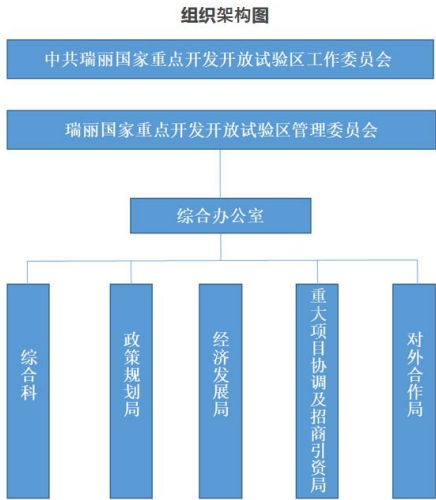 组织架构图
中共瑞丽国家重点开发开放试验区工作委员会
瑞丽国家重点开发开放试验区管理委员会
综合办公室
综合科
政策规划局
经济发展局
重大项目协调及招商引资局
对外合作局